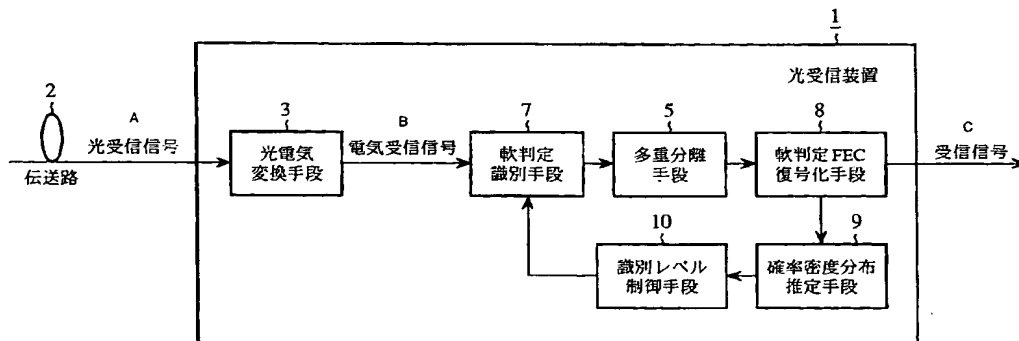 1
光受信装置
2
A
光受信信号
伝送路
3
光電気
変換手段
B
電気受信信号
7
軟判定
識別手段
5
多重分離
手段
8
軟判定FEC
復号化手段
C
受信信号
10
識別レベル
制御手段
9
確率密度分布
推定手段